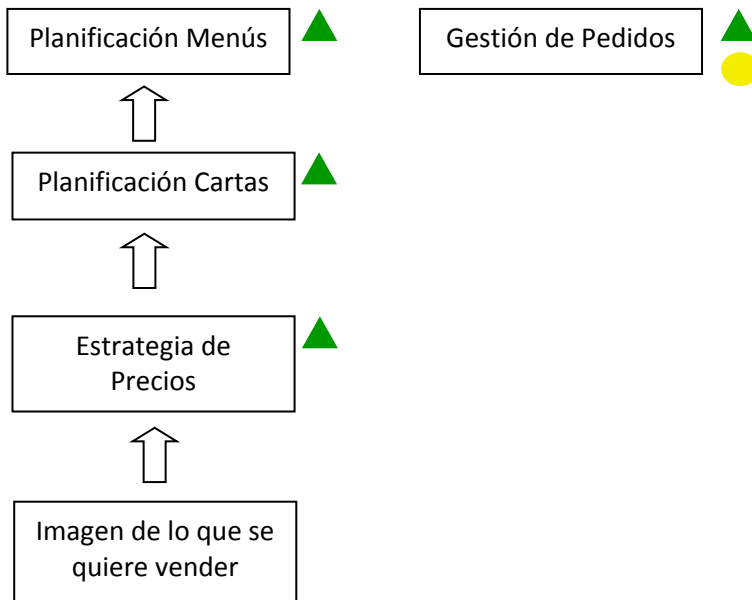 Planificación Menús
Gestión de Pedidos
Planificación Cartas
Estrategia de
Precios
Imagen de lo que se
quiere vender